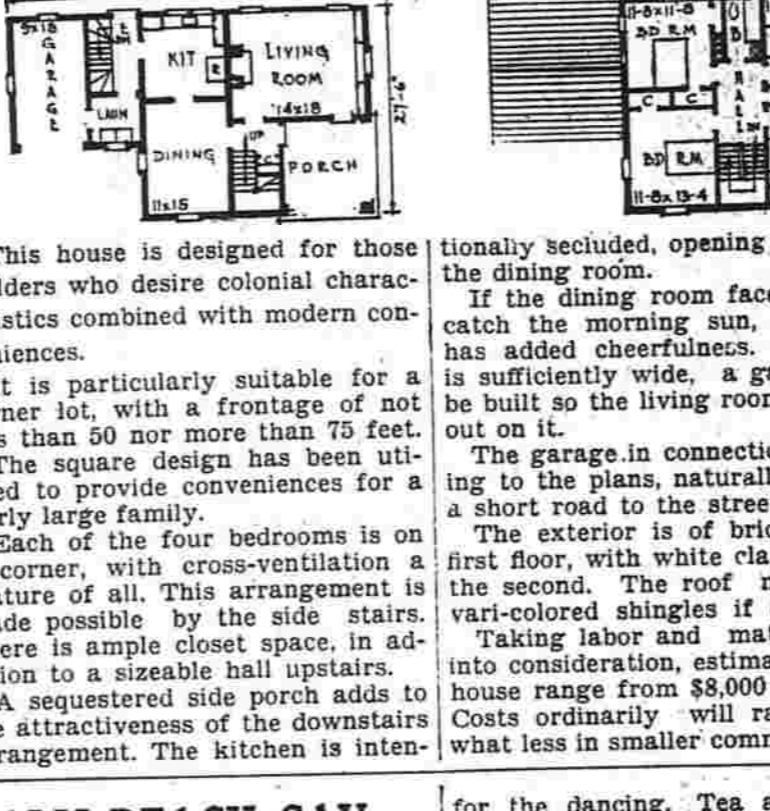 9x18
GARAGE
KIT
R
LIVING
ROOM
14x18
LAUN
DINING
11x15
UP
C
PORCH
11-8x11-8
BD RM
C
C
HALL
DN
BD RM
11-8x13-4
This house is designed for those
lders who desire colonial charac-
istics combined with modern con-
niences.
t is particularly suitable for a
ner lot, with a frontage of not
s than 50 nor more than 75 feet.
The square design has been uti-
ed to provide conveniences for a
rly large family.
Each of the four bedrooms is on
corner, with cross-ventilation a
ture of all. This arrangement is
de possible by the side stairs.
ere is ample closet space, in ad-
ion to a sizeable hall upstairs.
A sequestered side porch adds to
e attractiveness of the downstairs
rangement. The kitchen is inten-
tionally secluded, opening
the dining room.
If the dining room face
catch the morning sun,
has added cheerfulness.
is sufficiently wide, a ga
be built so the living room
out on it.
The garage in connectio
ing to the plans, naturall
a short road to the stree
The exterior is of bric
first floor, with white cla
the second. The roof m
vari-colored shingles if
Taking labor and mat
into consideration, estima
house range from $8,000
Costs ordinarily will ra
what less in smaller comm
for the dancing. Tea a